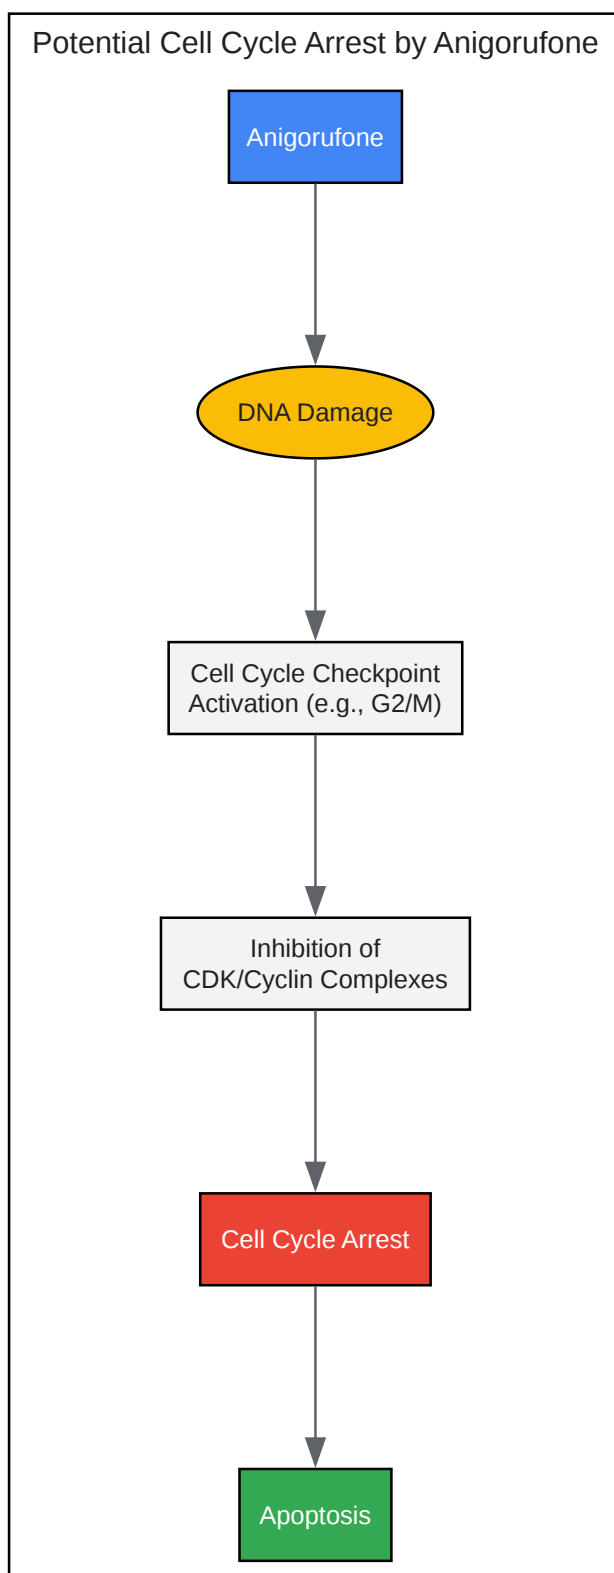 Potential Cell Cycle Arrest by Anigorufone
Anigorufone
DNA Damage
Cell Cycle Checkpoint
Activation (e.g., G2/M)
Inhibition of
CDK/Cyclin Complexes
Cell Cycle Arrest
Apoptosis